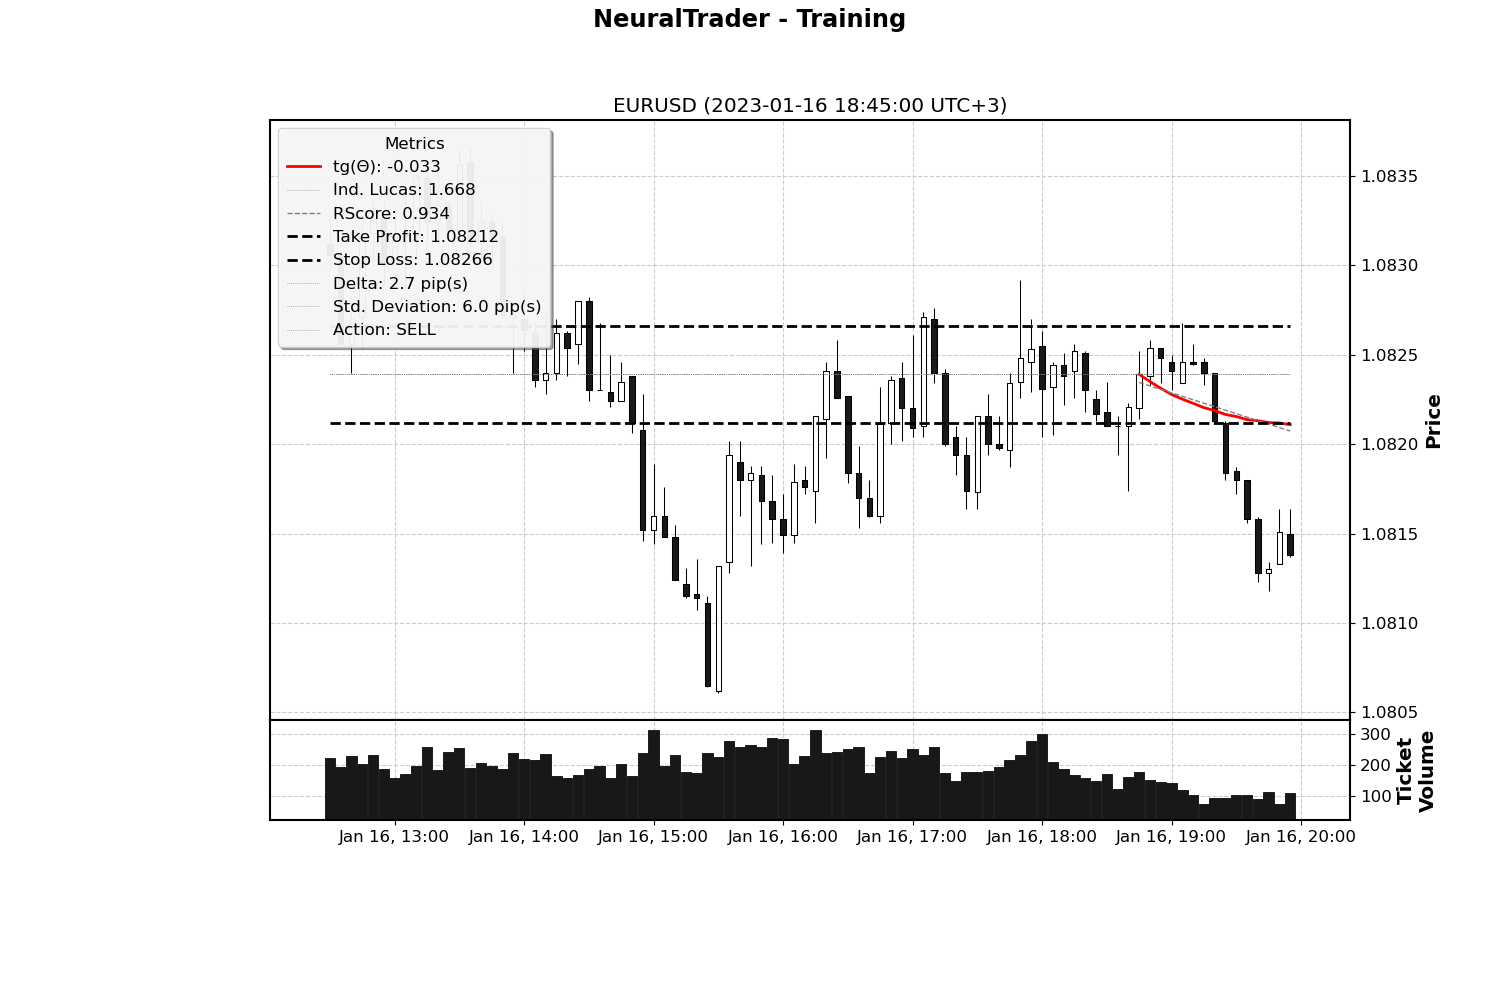 NeuralTrader - Training
EURUSD (2023-01-16 18:45:00 UTC+3)
Metrics
tg(Θ): -0.033
Ind. Lucas: 1.668
RScore: 0.934
Take Profit: 1.08212
Stop Loss: 1.08266
Delta: 2.7 pip(s)
Std. Deviation: 6.0 pip(s)
Action: SELL
1.0835
1.0830
1.0825
1.0820
1.0815
1.0810
1.0805
Price
300
200
100
Ticket
Volume
Jan 16, 13:00
Jan 16, 14:00
Jan 16, 15:00
Jan 16, 16:00
Jan 16, 17:00
Jan 16, 18:00
Jan 16, 19:00
Jan 16, 20:00